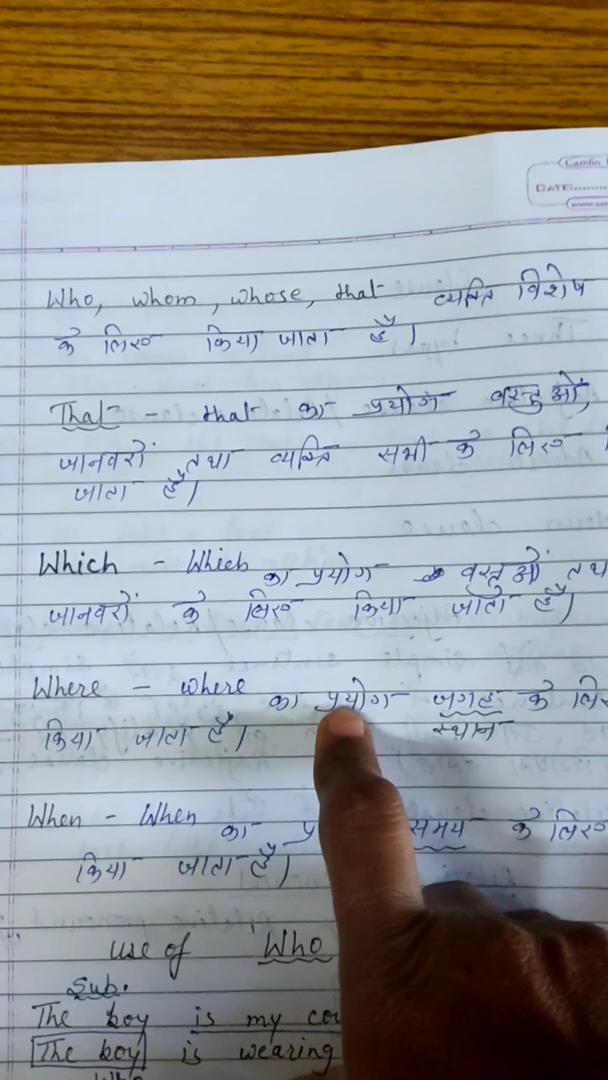 Camlin
DATE:........
Who, whom, whose, that व्यक्ति विशेष
के लिए किया जाता है।
That - that का प्रयोग वस्तुओं,
जानवरों तथा व्यक्ति सभी के लिए
जाता है।
Which - Which का प्रयोग वस्तुओं तथ
जानवरों के लिए किया जाता है।
Where - where का प्रयोग जगह के लिए
किया जाता है। स्थान
When - When का प्र समय के लिए
किया जाता है।
use of Who
Sub.
The boy is my cou
The boy is wearing
Who